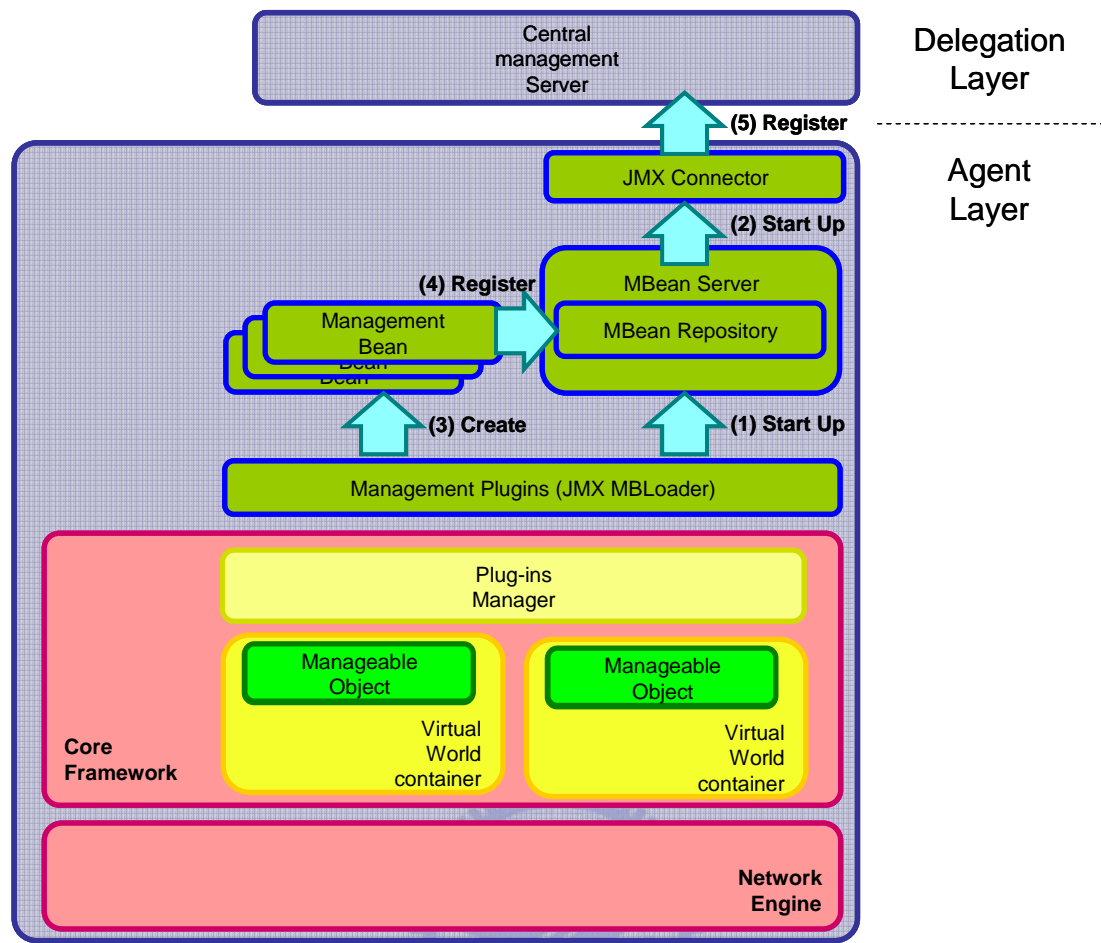 Central
management
Server
Delegation
Layer
(5) Register
Agent
Layer
JMX Connector
(2) Start Up
(4) Register
MBean Server
MBean Repository
Management
Bean
Bean
Bean
(3) Create
(1) Start Up
Management Plugins (JMX MBLoader)
Plug-ins
Manager
Manageable
Object
Virtual
World
container
Manageable
Object
Virtual
World
container
Core
Framework
Network
Engine